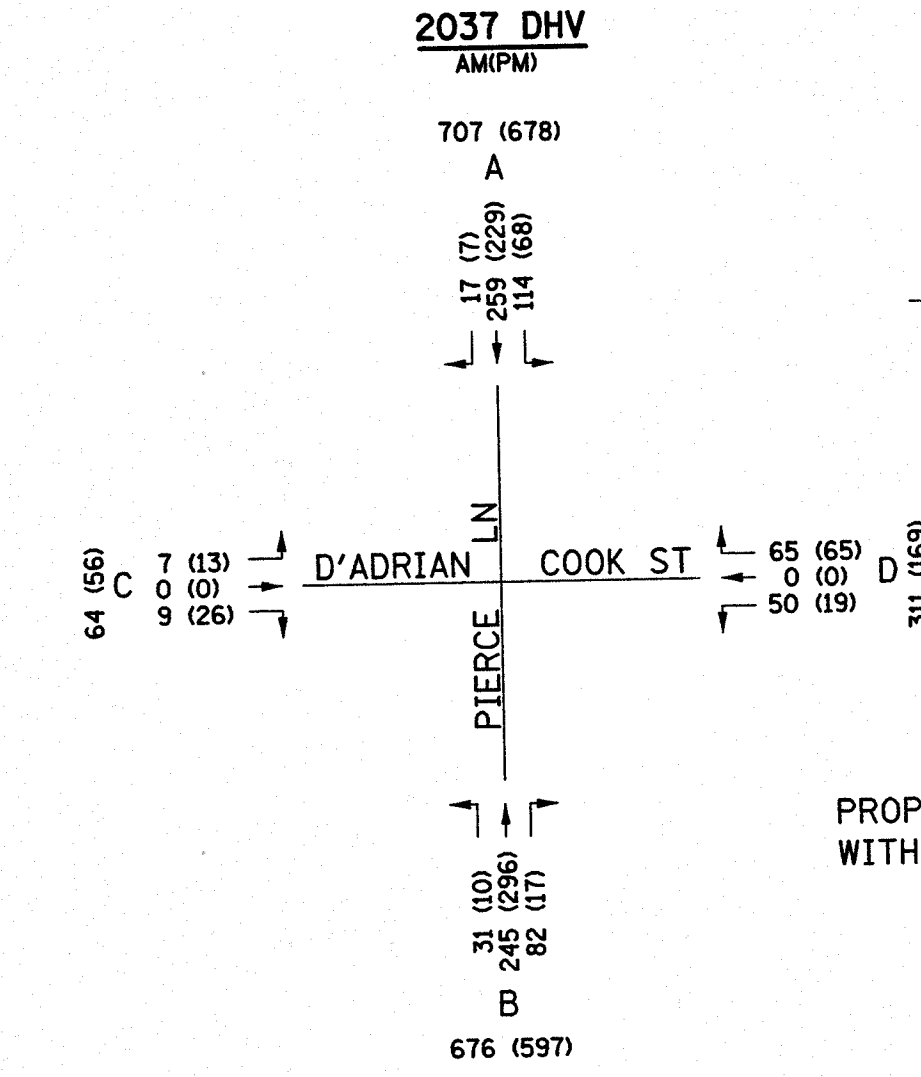 2037 DHV
AM(PM)
707 (678)
A
17 (7)
259 (229)
114 (68)
64 (56)
C
7 (13)
0 (0)
9 (26)
D'ADRIAN LN
COOK ST
65 (65)
0 (0)
50 (19)
D
311 (169)
PIERCE
31 (10)
245 (296)
82 (17)
B
676 (597)
PROP
WITH